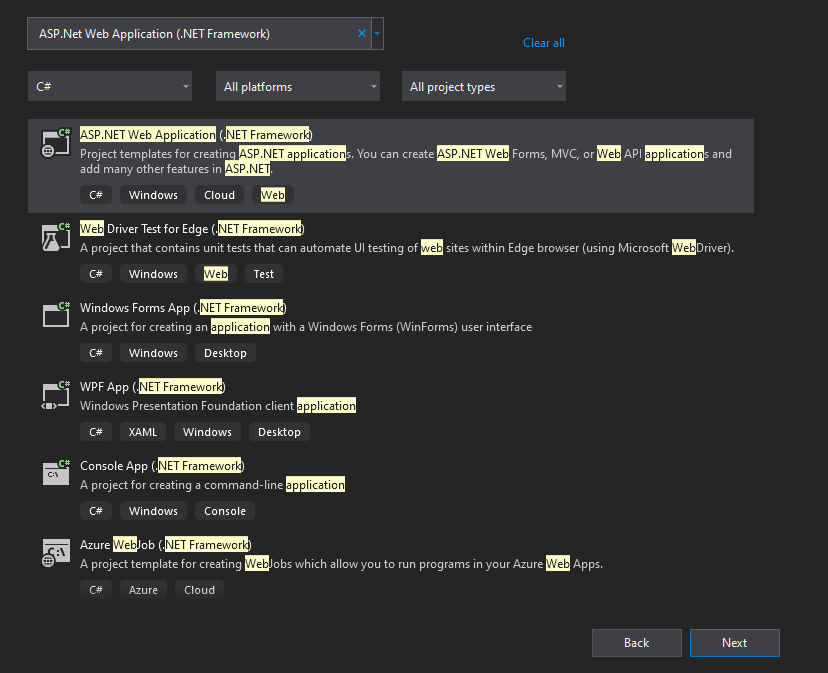 ASP.Net Web Application (.NET Framework)
Clear all
C# All platforms All project types
C#
ASP.NET Web Application (.NET Framework)
Project templates for creating ASP.NET applications. You can create ASP.NET Web Forms, MVC, or Web API applications and
add many other features in ASP.NET.
C# Windows Cloud Web
C#
Web Driver Test for Edge (.NET Framework)
A project that contains unit tests that can automate UI testing of web sites within Edge browser (using Microsoft WebDriver).
C# Windows Web Test
C#
Windows Forms App (.NET Framework)
A project for creating an application with a Windows Forms (WinForms) user interface
C# Windows Desktop
C#
WPF App (.NET Framework)
Windows Presentation Foundation client application
C# XAML Windows Desktop
C#
C:\
Console App (.NET Framework)
A project for creating a command-line application
C# Windows Console
C:\
Azure WebJob (.NET Framework)
A project template for creating WebJobs which allow you to run programs in your Azure Web Apps.
C# Azure Cloud
Back Next